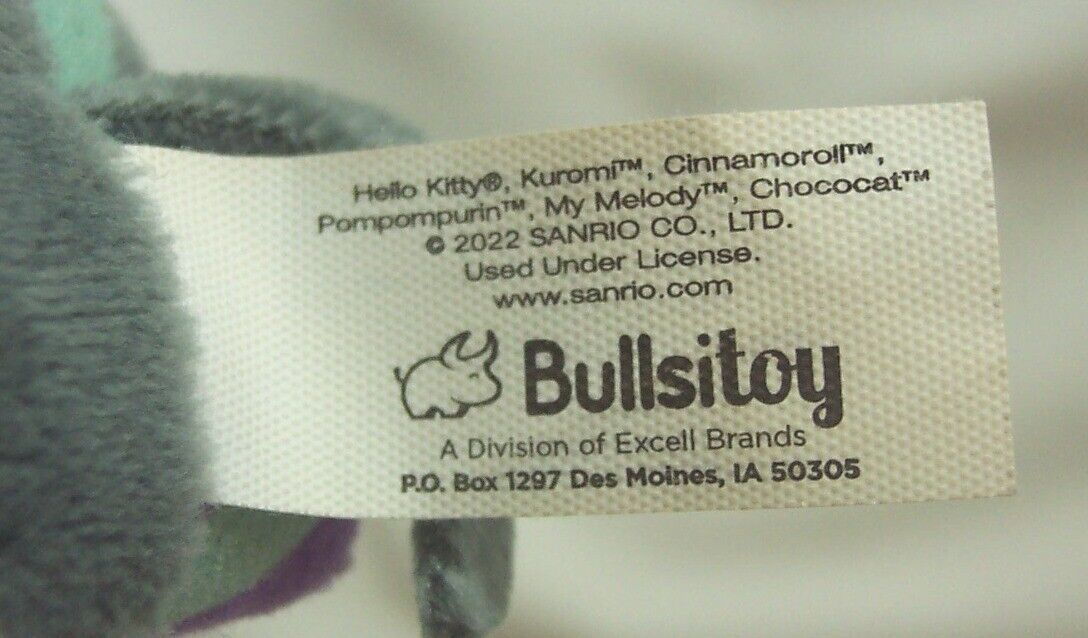 Hello Kitty®, Kuromi™, Cinnamoroll™,
Pompompurin™, My Melody™, Chococat™
© 2022 SANRIO CO., LTD.
Used Under License.
www.sanrio.com
Bullsitoy
A Division of Excell Brands
P.O. Box 1297 Des Moines, IA 50305